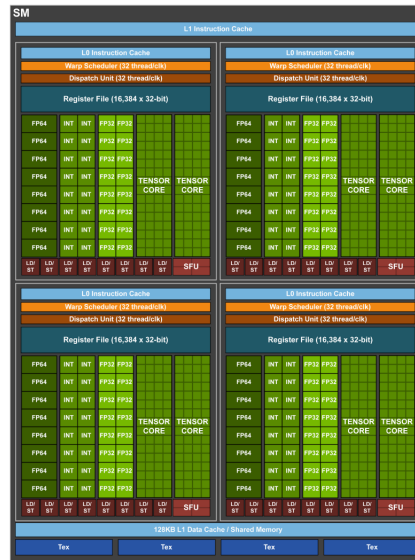 SM
L1 Instruction Cache
L0 Instruction Cache
Warp Scheduler (32 thread/clk)
Dispatch Unit (32 thread/clk)
Register File (16,384 x 32-bit)
FP64 INT INT FP32 FP32
FP64 INT INT FP32 FP32
FP64 INT INT FP32 FP32
FP64 INT INT FP32 FP32
TENSOR TENSOR
CORE CORE
FP64 INT INT FP32 FP32
FP64 INT INT FP32 FP32
FP64 INT INT FP32 FP32
FP64 INT INT FP32 FP32
LD/ LD/ LD/ LD/ LD/ LD/ LD/ LD/
ST ST ST ST ST ST ST ST
SFU
L0 Instruction Cache
Warp Scheduler (32 thread/clk)
Dispatch Unit (32 thread/clk)
Register File (16,384 x 32-bit)
FP64 INT INT FP32 FP32
FP64 INT INT FP32 FP32
FP64 INT INT FP32 FP32
FP64 INT INT FP32 FP32
TENSOR TENSOR
CORE CORE
FP64 INT INT FP32 FP32
FP64 INT INT FP32 FP32
FP64 INT INT FP32 FP32
FP64 INT INT FP32 FP32
LD/ LD/ LD/ LD/ LD/ LD/ LD/ LD/
ST ST ST ST ST ST ST ST
SFU
L0 Instruction Cache
Warp Scheduler (32 thread/clk)
Dispatch Unit (32 thread/clk)
Register File (16,384 x 32-bit)
FP64 INT INT FP32 FP32
FP64 INT INT FP32 FP32
FP64 INT INT FP32 FP32
FP64 INT INT FP32 FP32
TENSOR TENSOR
CORE CORE
FP64 INT INT FP32 FP32
FP64 INT INT FP32 FP32
FP64 INT INT FP32 FP32
FP64 INT INT FP32 FP32
LD/ LD/ LD/ LD/ LD/ LD/ LD/ LD/
ST ST ST ST ST ST ST ST
SFU
L0 Instruction Cache
Warp Scheduler (32 thread/clk)
Dispatch Unit (32 thread/clk)
Register File (16,384 x 32-bit)
FP64 INT INT FP32 FP32
FP64 INT INT FP32 FP32
FP64 INT INT FP32 FP32
FP64 INT INT FP32 FP32
TENSOR TENSOR
CORE CORE
FP64 INT INT FP32 FP32
FP64 INT INT FP32 FP32
FP64 INT INT FP32 FP32
FP64 INT INT FP32 FP32
LD/ LD/ LD/ LD/ LD/ LD/ LD/ LD/
ST ST ST ST ST ST ST ST
SFU
128KB L1 Data Cache / Shared Memory
Tex Tex Tex Tex